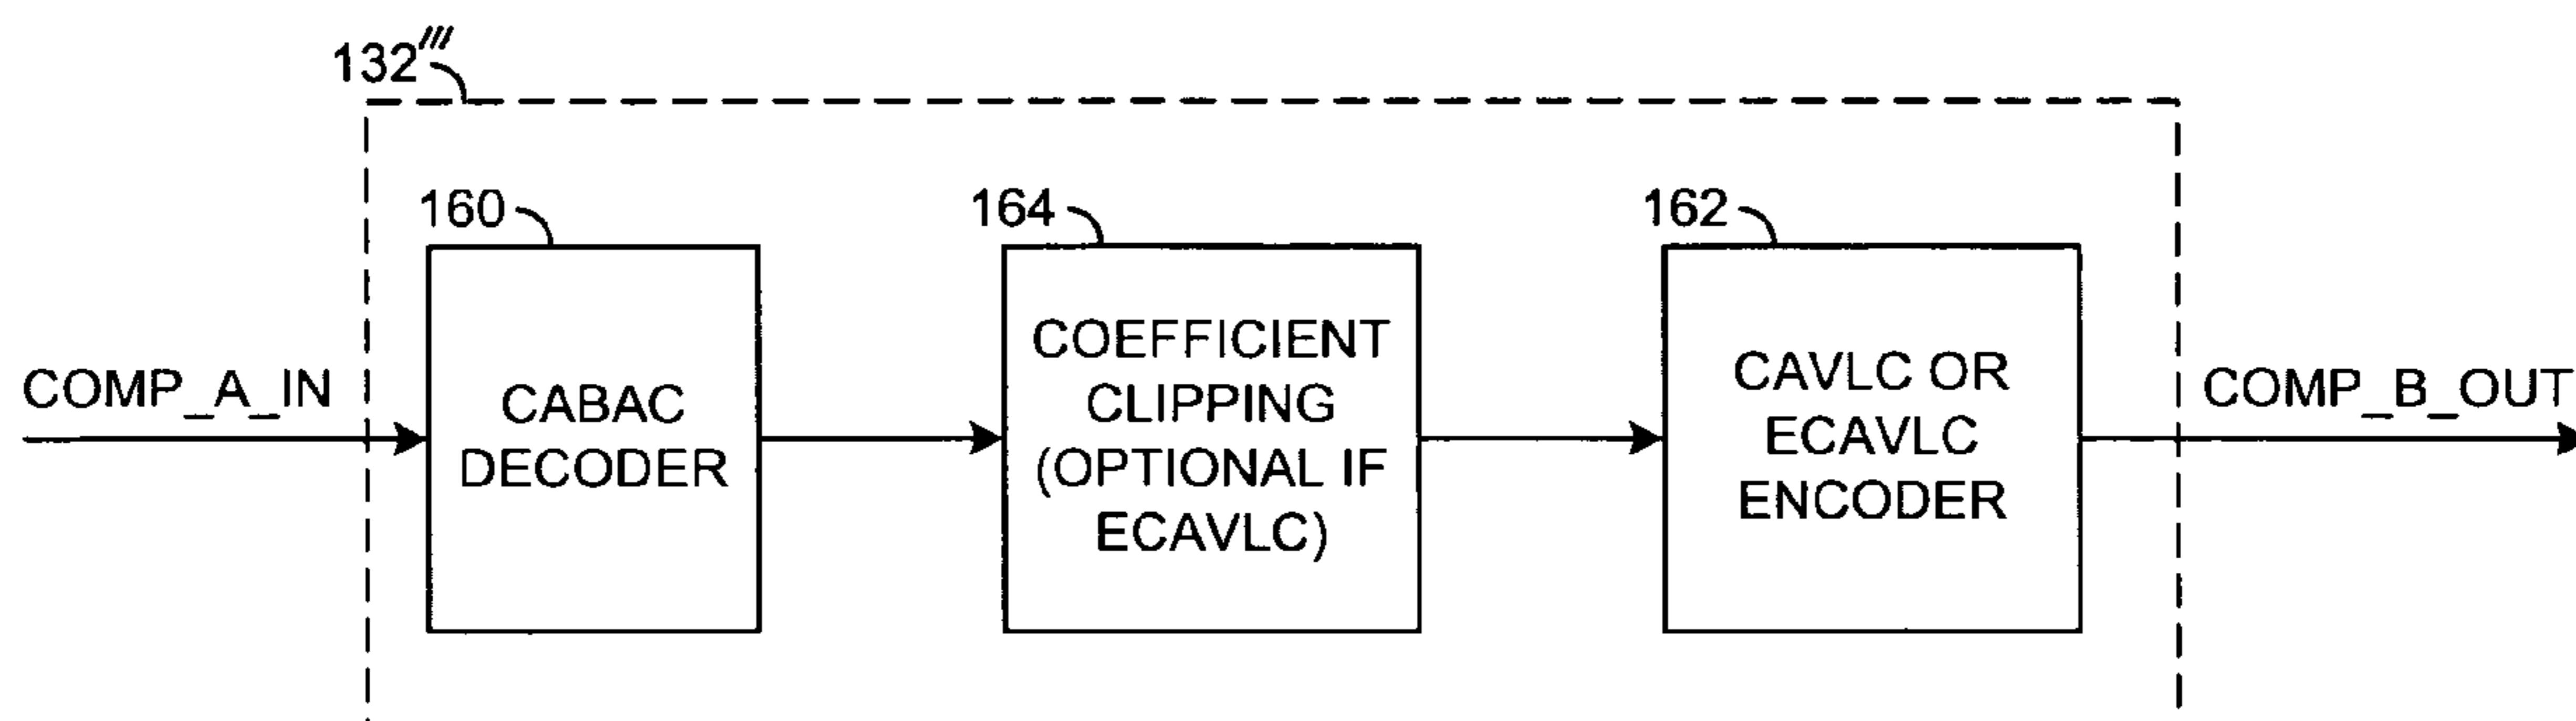 132′′′
160
164
162
COMP_A_IN
CABAC
DECODER
COEFFICIENT
CLIPPING
(OPTIONAL IF
ECAVLC)
CAVLC OR
ECAVLC
ENCODER
COMP_B_OUT